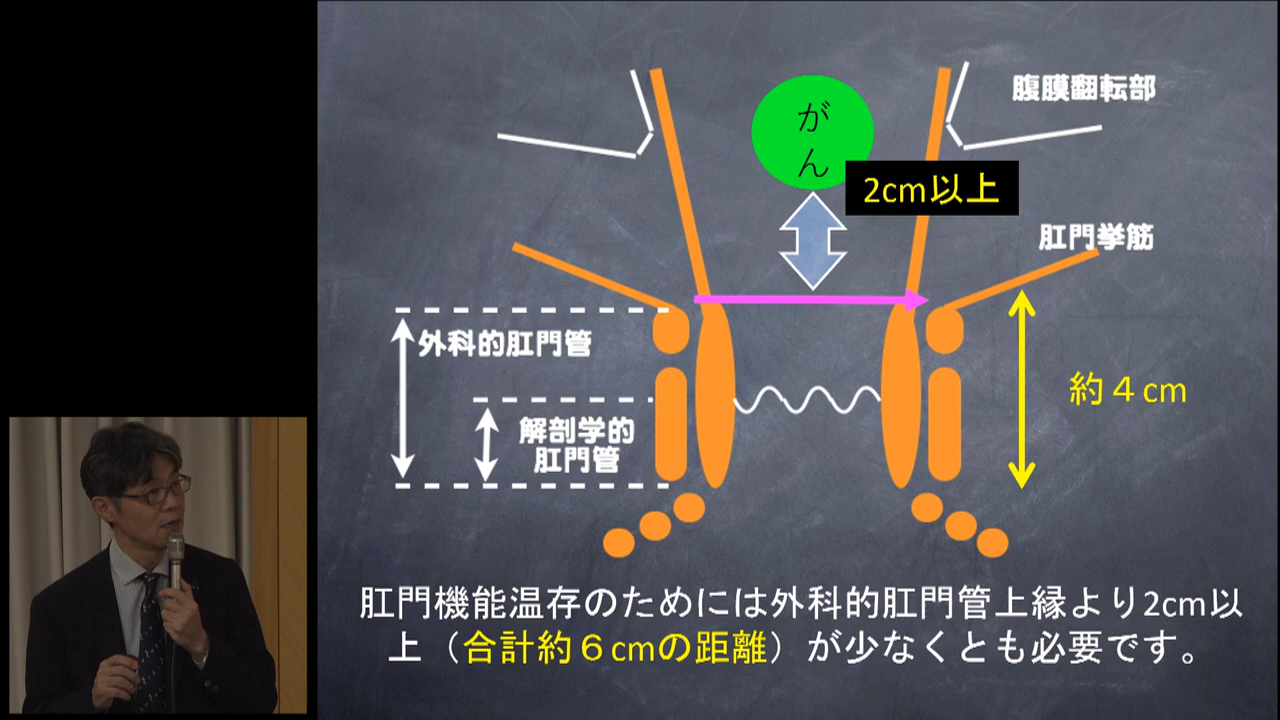 腹膜翻転部
がん
2cm以上
肛門挙筋
外科的肛門管
約４cm
解剖学的
肛門管
肛門機能温存のためには外科的肛門管上縁より2cm以
上（合計約６cmの距離）が少なくとも必要です。